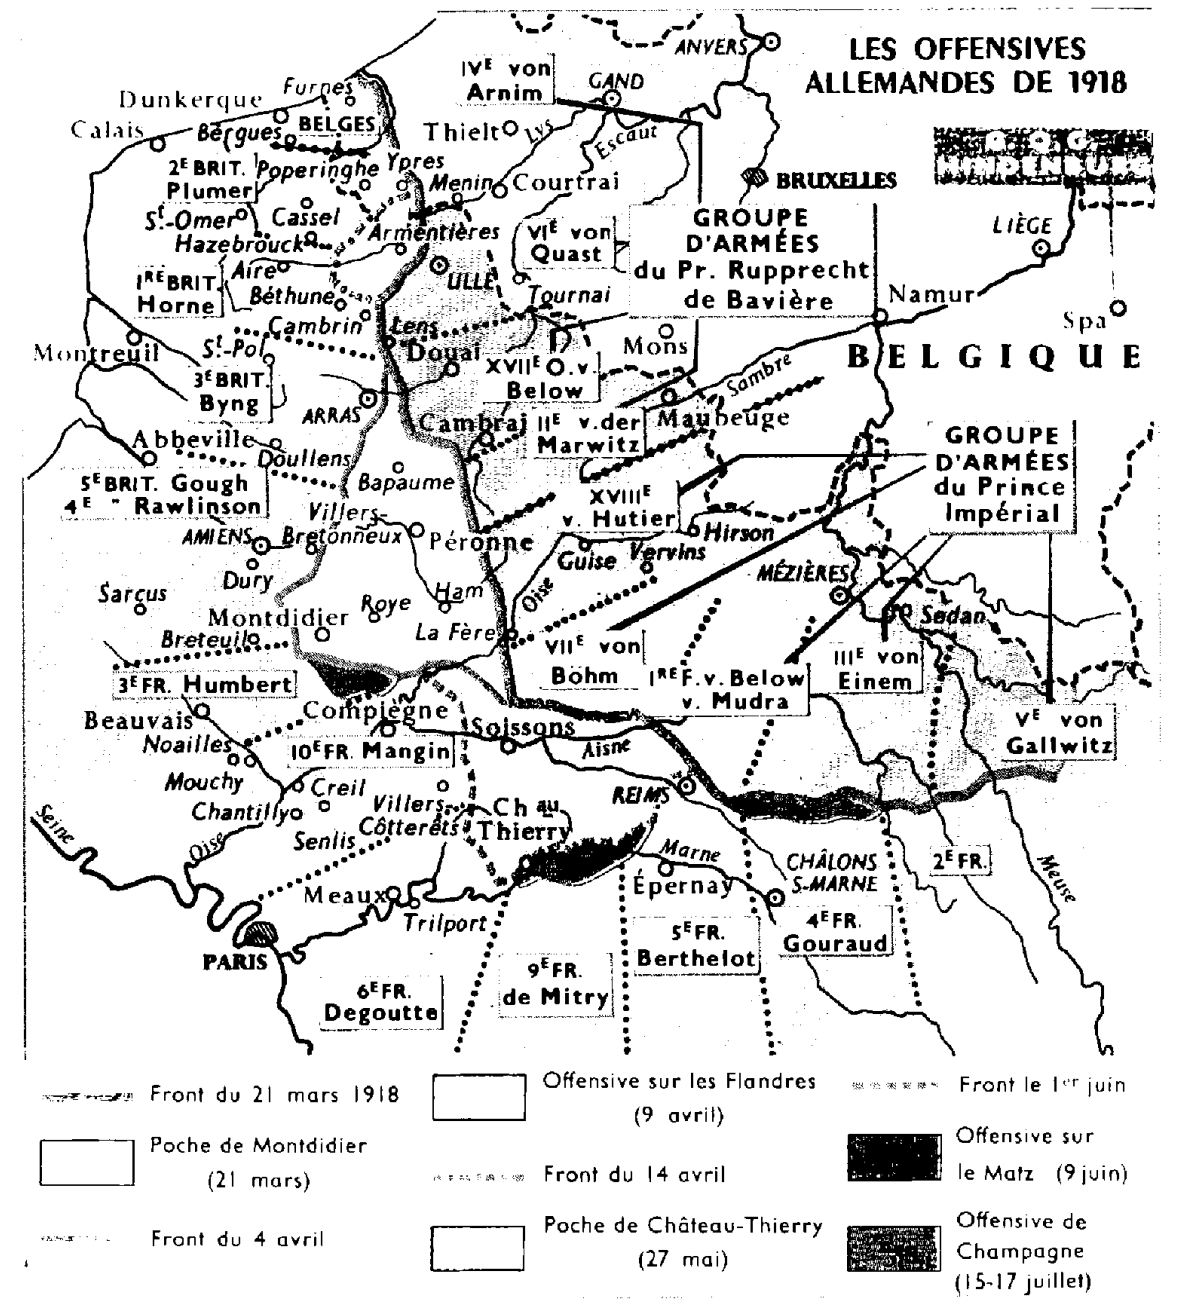 LES OFFENSIVES
ALLEMANDES DE 1918
ANVERS
IVE von
Arnim
GAND
Furnes
Dunkerque
BELGES
Calais
Bergues
Thielt
Lys
Escaut
2E BRIT.
Plumer
Poperinghe
Ypres
Menin
Courtrai
BRUXELLES
St-Omer
Cassel
Hazebrouck
Armentières
VIE von
Quast
GROUPE
D'ARMÉES
du Pr. Rupprecht
de Bavière
LIÈGE
1RE BRIT.
Horne
Aire
Béthune
ULLE
Tournai
Namur
Spa
Cambrin
Lens
Montreuil
St-Pol
Douai
Mons
BELGIQUE
3E BRIT.
Byng
XVIIE O.v.
Below
Sambre
ARRAS
Cambrai
IIE v.der
Marwitz
Maubeuge
Abbeville
Doullens
GROUPE
D'ARMÉES
du Prince
Impérial
5E BRIT. Gough
4E " Rawlinson
Bapaume
XVIIIE
v. Hutier
Villers-
Bretonneux
AMIENS
Péronne
Hirson
Guise
Vervins
Dury
MÉZIÈRES
Sarcus
Ham
Oise
Roye
Montdidier
Sedan
Breteuil
La Fère
VIIE von
Böhm
IIIE von
Einem
3E FR. Humbert
1RE F. v. Below
v. Mudra
Beauvais
Compiègne
Soissons
VE von
Gallwitz
Noailles
10E FR. Mangin
Aisne
Mouchy
Creil
REIMS
Chantilly
Villers-
Cötterêts
Ch au
Thierry
Seine
Oise
Senlis
Marne
CHÂLONS
S-MARNE
2E FR.
Meuse
Meaux
Épernay
Trilport
PARIS
5E FR.
Berthelot
4E FR.
Gouraud
6E FR.
Degoutte
9E FR.
de Mitry
Front du 21 mars 1918
Poche de Montdidier
(21 mars)
Front du 4 avril
Offensive sur les Flandres
(9 avril)
Front du 14 avril
Poche de Château-Thierry
(27 mai)
Front le 1er juin
Offensive sur
le Matz (9 juin)
Offensive de
Champagne
(15-17 juillet)